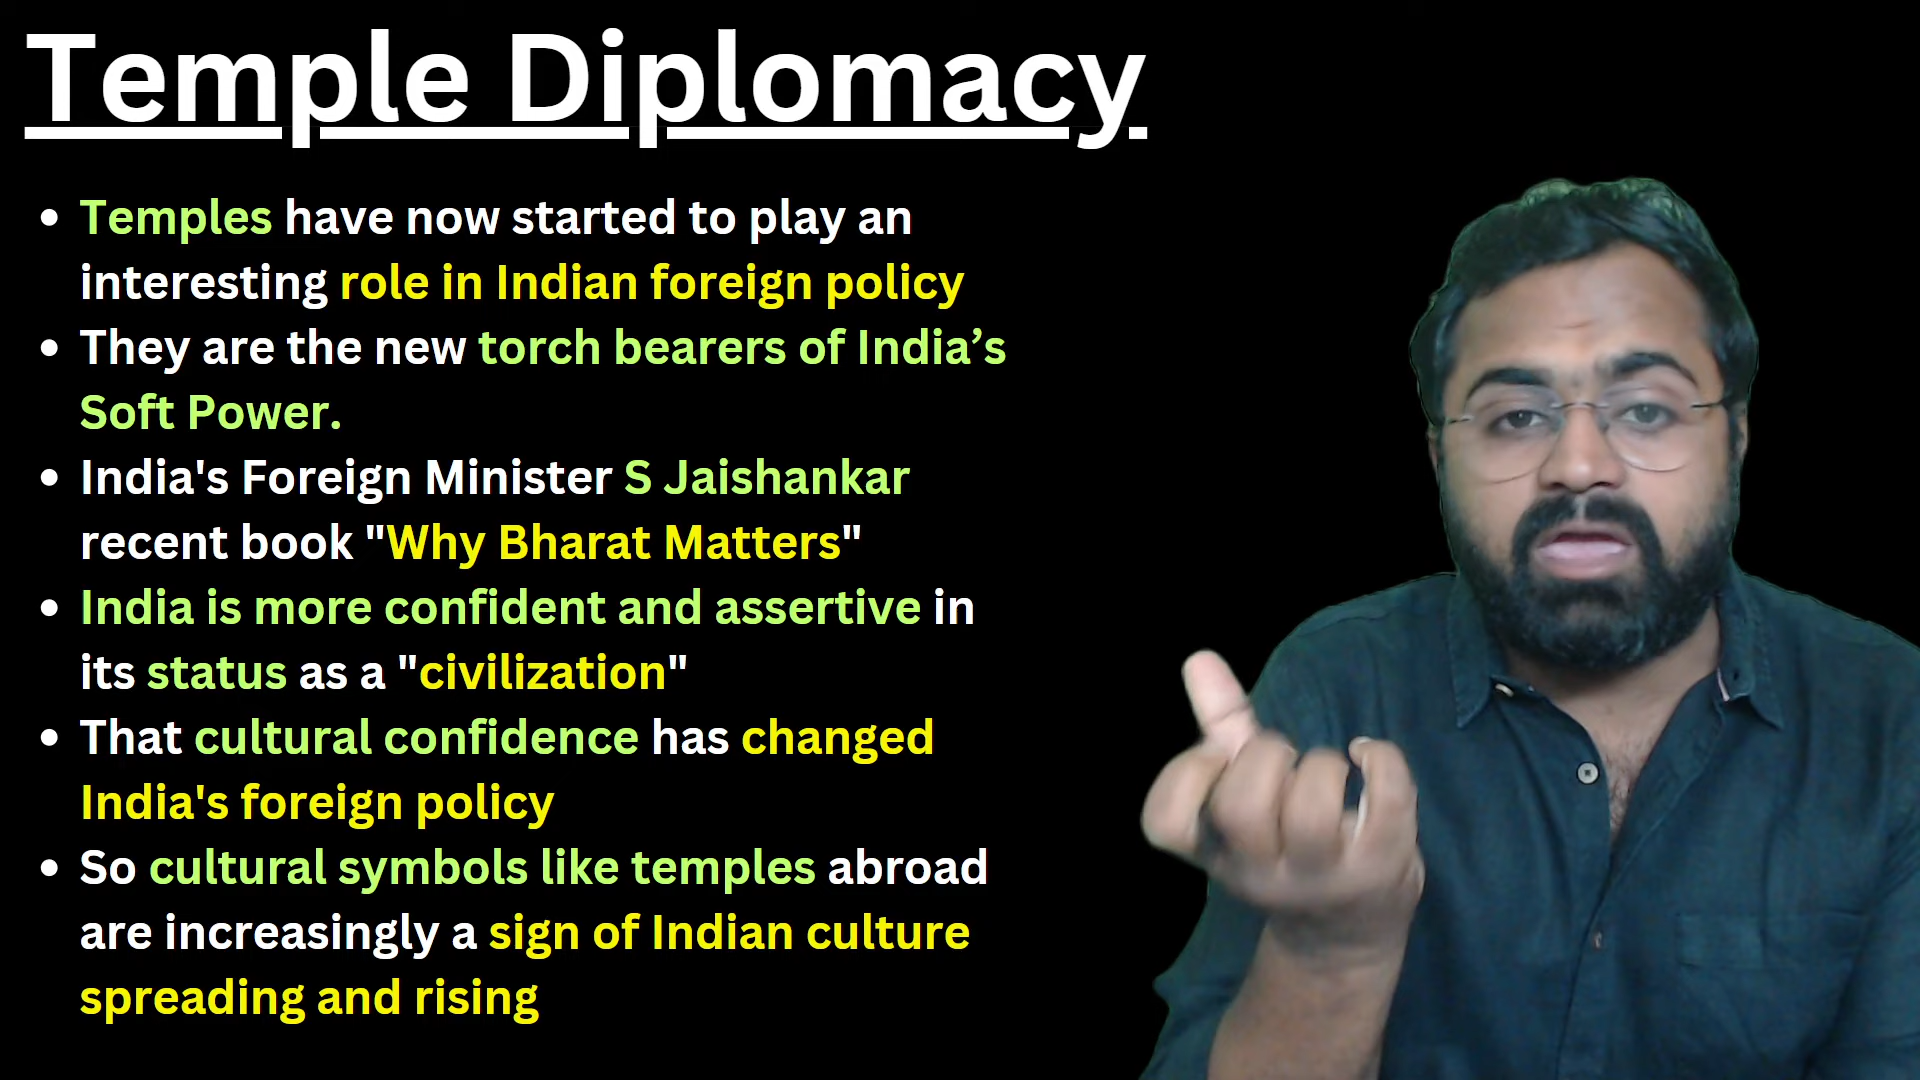 Temple Diplomacy
• Temples have now started to play an
interesting role in Indian foreign policy
• They are the new torch bearers of India’s
Soft Power.
• India's Foreign Minister S Jaishankar
recent book "Why Bharat Matters"
• India is more confident and assertive in
its status as a "civilization"
• That cultural confidence has changed
India's foreign policy
• So cultural symbols like temples abroad
are increasingly a sign of Indian culture
spreading and rising